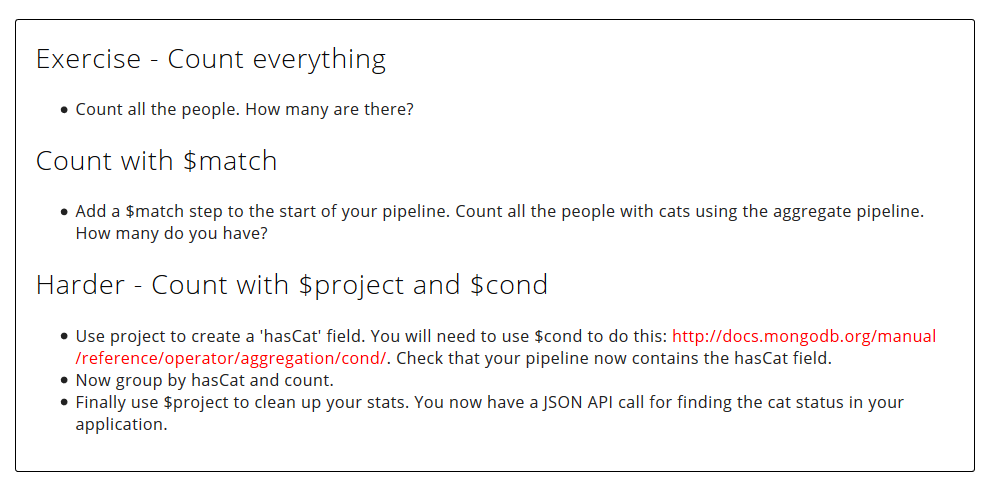 Exercise - Count everything
• Count all the people. How many are there?
Count with $match
• Add a $match step to the start of your pipeline. Count all the people with cats using the aggregate pipeline.
How many do you have?
Harder - Count with $project and $cond
• Use project to create a 'hasCat' field. You will need to use $cond to do this: http://docs.mongodb.org/manual
/reference/operator/aggregation/cond/. Check that your pipeline now contains the hasCat field.
• Now group by hasCat and count.
• Finally use $project to clean up your stats. You now have a JSON API call for finding the cat status in your
application.